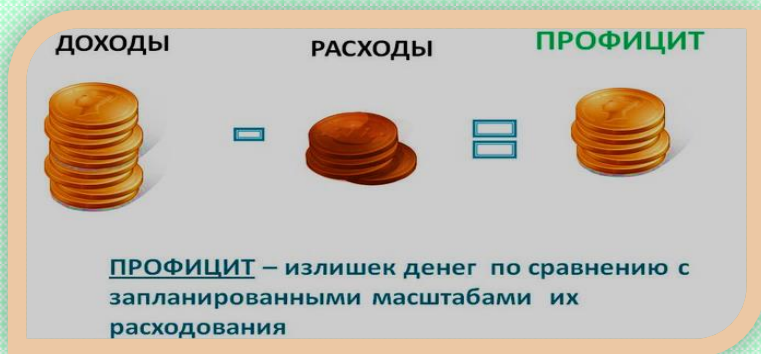 ДОХОДЫ
РАСХОДЫ
ПРОФИЦИТ
ПРОФИЦИТ – излишек денег по сравнению с
запланированными масштабами их
расходования